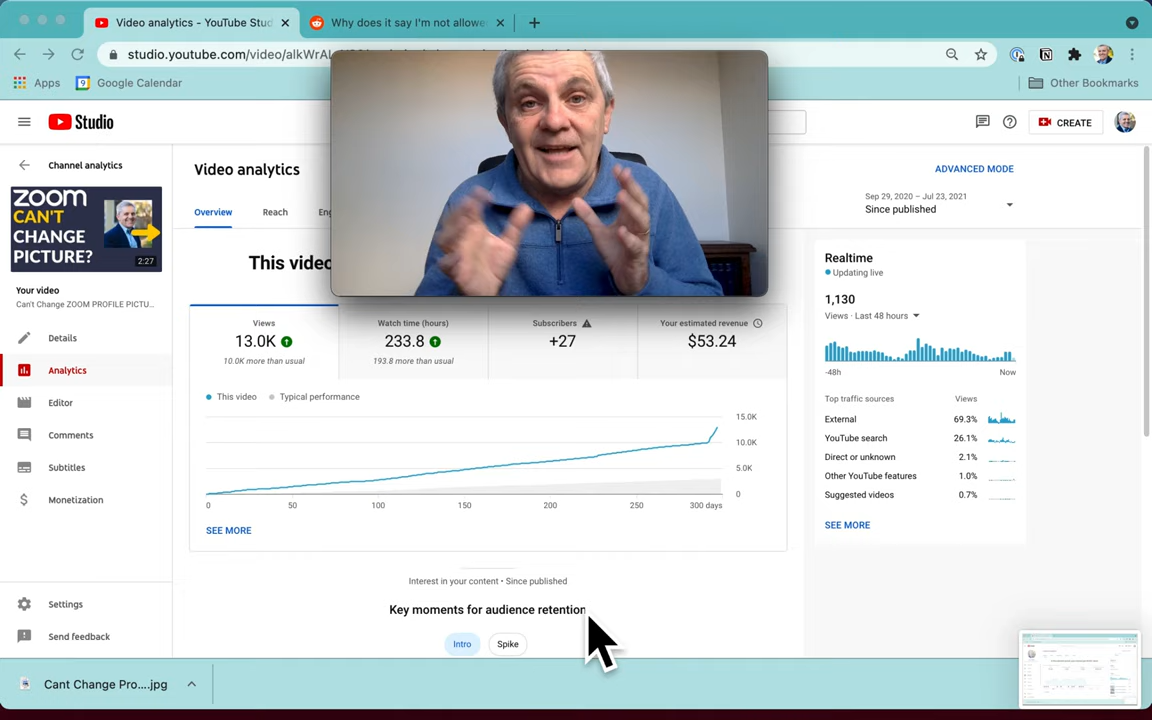 Video analytics - YouTube Stud
Why does it say I'm not allowe
studio.youtube.com/video/alkWrAL
Apps
9
Google Calendar
Other Bookmarks
Studio
CREATE
Channel analytics
ZOOM
CAN'T
CHANGE
PICTURE?
2:27
Your video
Can't Change ZOOM PROFILE PICTU...
Details
Analytics
Editor
Comments
Subtitles
$ Monetization
Settings
Send feedback
Video analytics
ADVANCED MODE
Overview
Reach
Eng
Sep 29, 2020 – Jul 23, 2021
Since published
This video
Views
13.0K
10.0K more than usual
Watch time (hours)
233.8
193.8 more than usual
Subscribers
+27
Your estimated revenue
$53.24
This video
Typical performance
15.0K
10.0K
5.0K
0
0 50 100 150 200 250 300 days
SEE MORE
Interest in your content • Since published
Key moments for audience retention
Intro
Spike
Realtime
Updating live
1,130
Views · Last 48 hours
-48h
Now
Top traffic sources Views
External 69.3%
YouTube search 26.1%
Direct or unknown 2.1%
Other YouTube features 1.0%
Suggested videos 0.7%
SEE MORE
Cant Change Pro....jpg